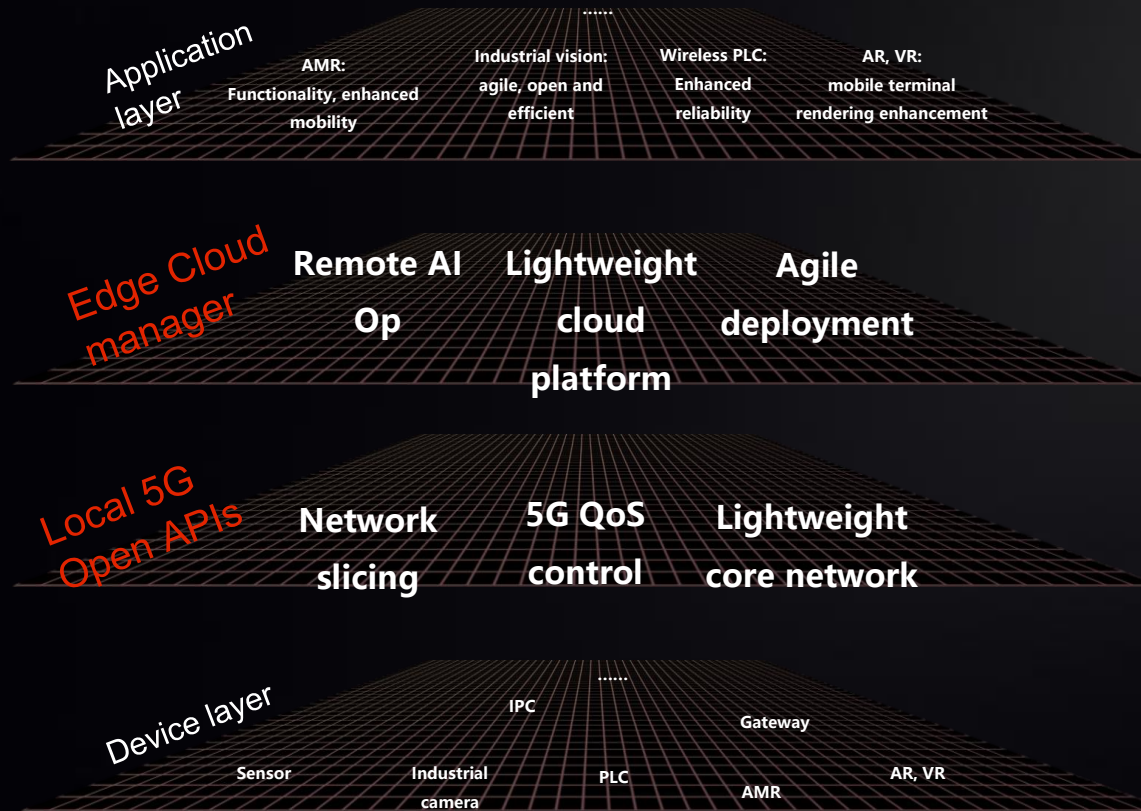 Application
layer
......
AMR:
Functionality, enhanced
mobility
Industrial vision:
agile, open and
efficient
Wireless PLC:
Enhanced
reliability
AR, VR:
mobile terminal
rendering enhancement
Edge Cloud
manager
Remote AI
Op
Lightweight
cloud
platform
Agile
deployment
Local 5G
Open APIs
Network
slicing
5G QoS
control
Lightweight
core network
Device layer
......
IPC
Gateway
Sensor
Industrial
camera
PLC
AMR
AR, VR